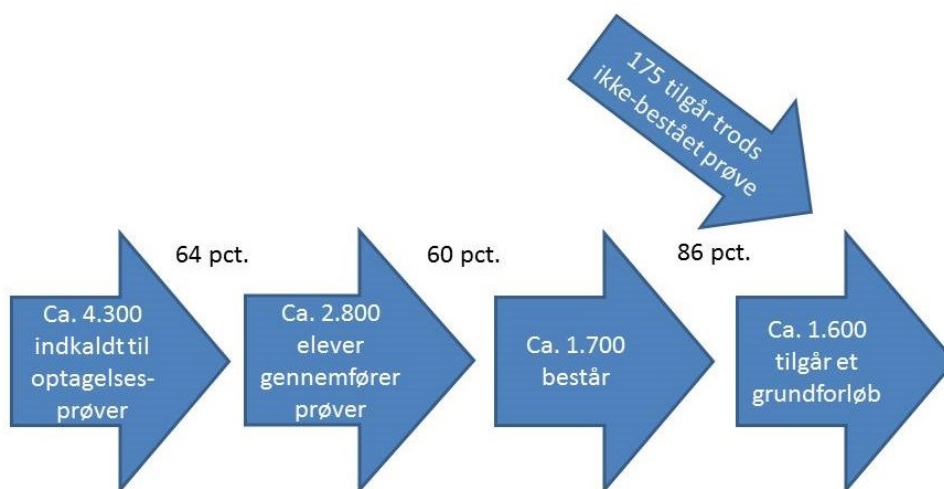 175 tilgår trods
ikke-bestået prøve
64 pct.
60 pct.
86 pct.
Ca. 4.300
indkaldt til
optagelses-
prøver
Ca. 2.800
elever
gennemfører
prøver
Ca. 1.700
består
Ca. 1.600
tilgår et
grundforløb